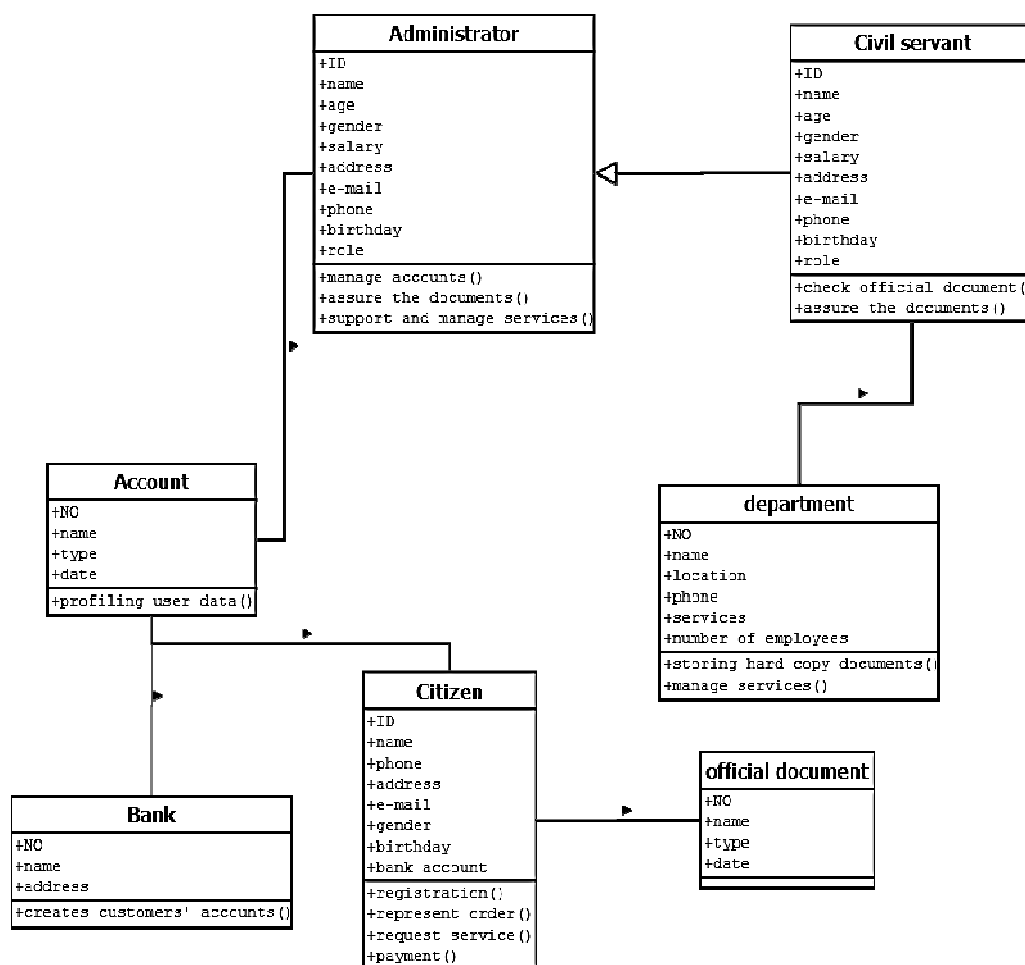 Administrator
+ID
+name
+age
+gender
+salary
+address
+e-mail
+phone
+birthday
+role
+manage accounts()
+assure the documents()
+support and manage services()
Civil servant
+ID
+name
+age
+gender
+salary
+address
+e-mail
+phone
+birthday
+role
+check official document(
+assure the documents()
Account
+NO
+name
+type
+date
+profiling user data()
department
+NO
+name
+location
+phone
+services
+number of employees
+storing hard copy documents()
+manage services()
Citizen
+ID
+name
+phone
+address
+e-mail
+gender
+birthday
+bank account
+registration()
+represent order()
+request service()
+payment()
official document
+NO
+name
+type
+date
Bank
+NO
+name
+address
+creates customers' accounts()